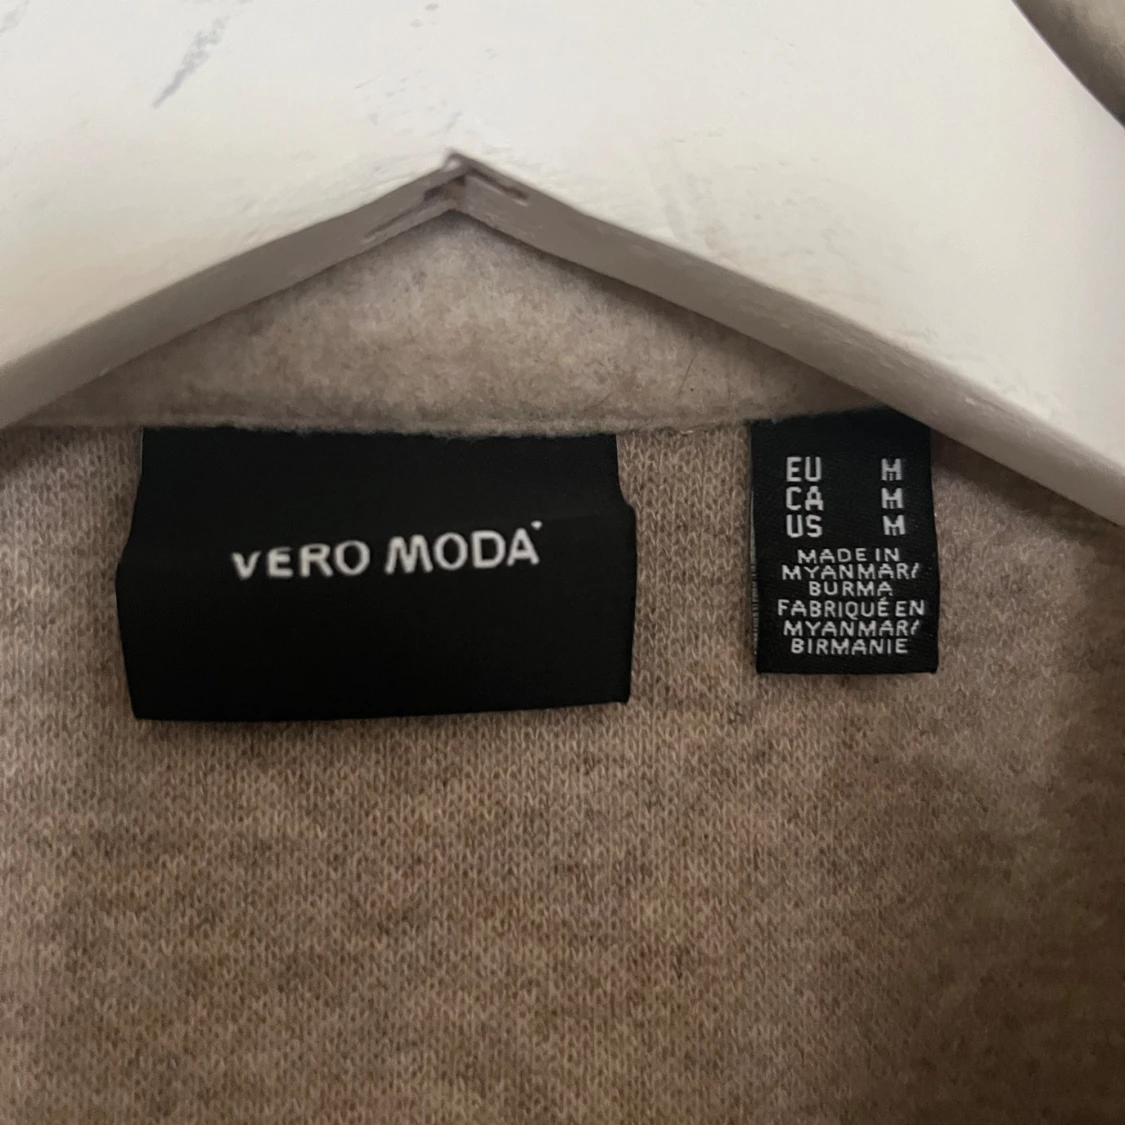 VERO MODA
EU M
CA M
US M
MADE IN
MYANMAR/
BURMA
FABRIQUÉ EN
MYANMAR/
BIRMANIE